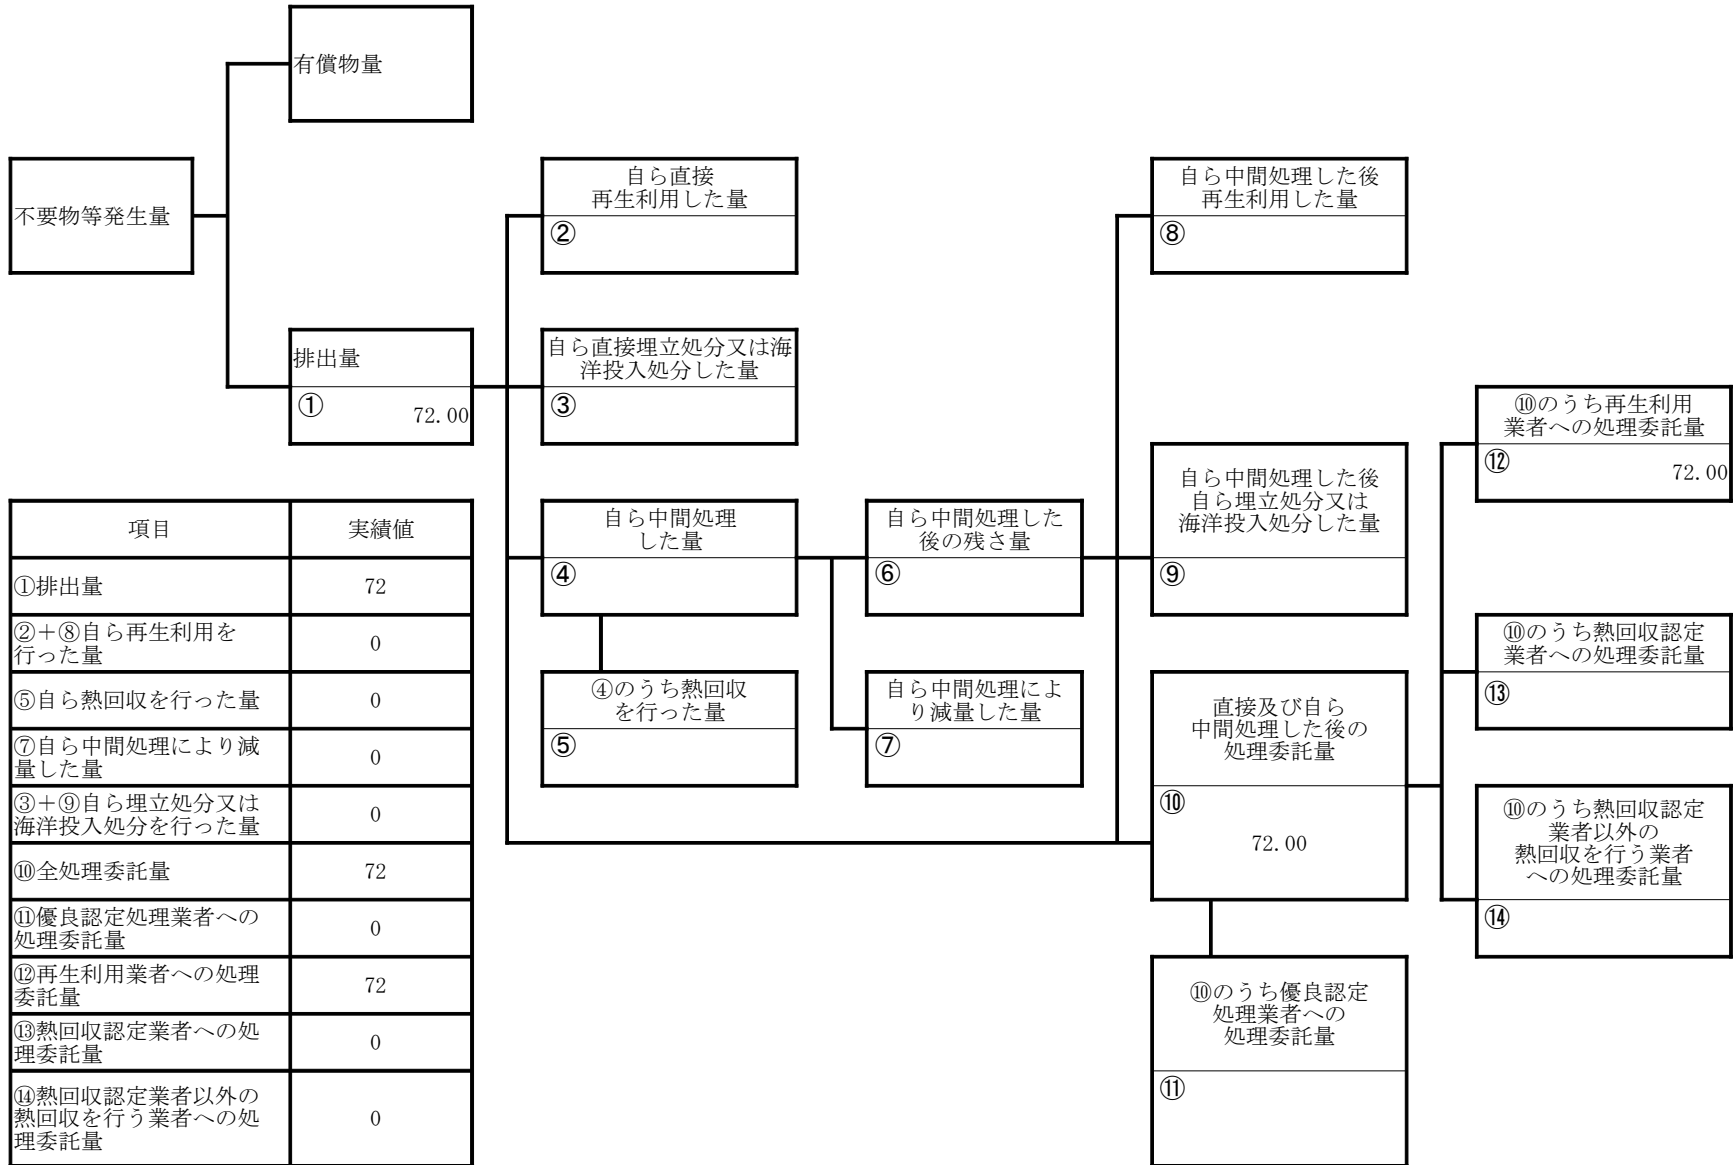 有償物量
不要物等発生量
自ら直接
再生利用した量
②
自ら中間処理した後
再生利用した量
⑧
排出量
①
72.00
自ら直接埋立処分又は海
洋投入処分した量
③
⑩のうち再生利用
業者への処理委託量
⑫
72.00
自ら中間処理
した量
④
自ら中間処理した
後の残さ量
⑥
自ら中間処理した後
自ら埋立処分又は
海洋投入処分した量
⑨
⑩のうち熱回収認定
業者への処理委託量
⑬
④のうち熱回収
を行った量
⑤
自ら中間処理によ
り減量した量
⑦
直接及び自ら
中間処理した後の
処理委託量
⑩
72.00
⑩のうち熱回収認定
業者以外の
熱回収を行う業者
への処理委託量
⑭
⑩のうち優良認定
処理業者への
処理委託量
⑪
項目 実績値
①排出量 72
②＋⑧自ら再生利用を
行った量 0
⑤自ら熱回収を行った量 0
⑦自ら中間処理により減
量した量 0
③＋⑨自ら埋立処分又は
海洋投入処分を行った量 0
⑩全処理委託量 72
⑪優良認定処理業者への
処理委託量 0
⑫再生利用業者への処理
委託量 72
⑬熱回収認定業者への処
理委託量 0
⑭熱回収認定業者以外の
熱回収を行う業者への処
理委託量 0